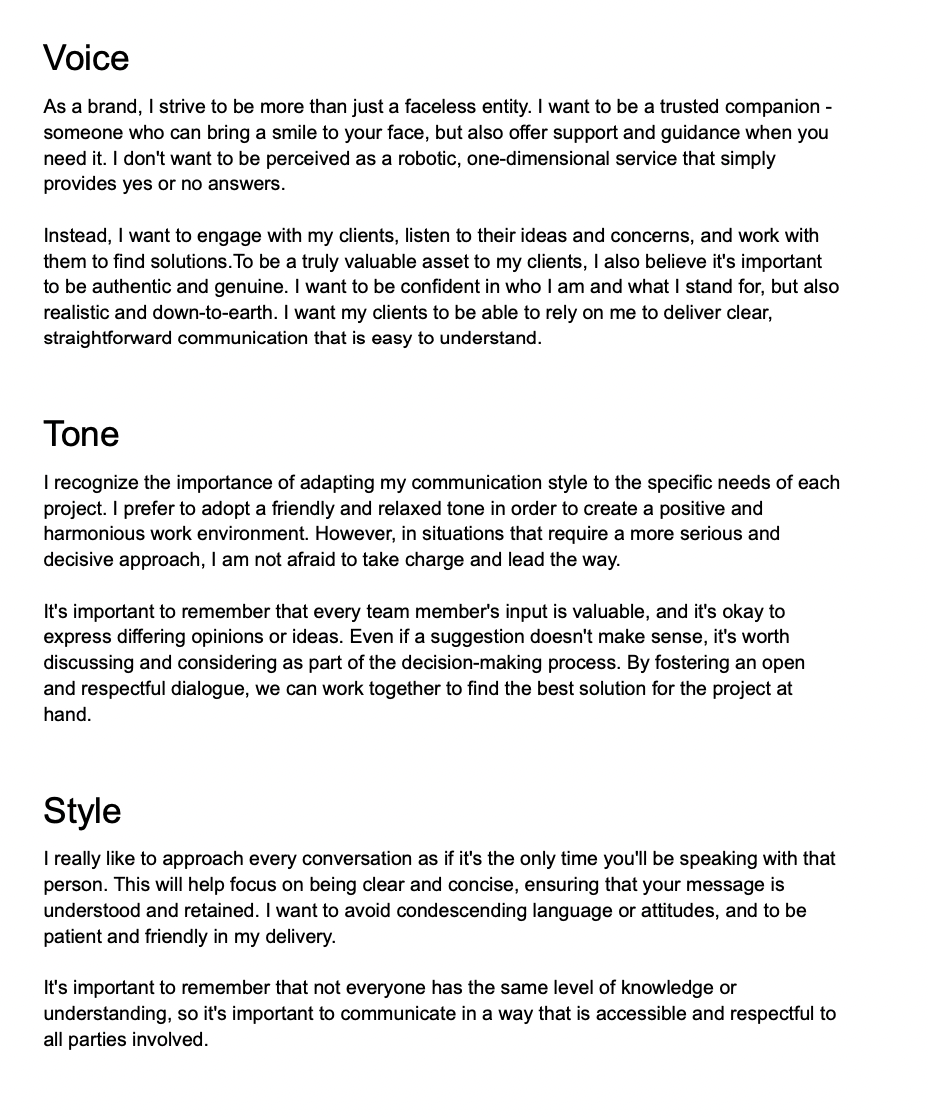 Voice
As a brand, I strive to be more than just a faceless entity. I want to be a trusted companion -
someone who can bring a smile to your face, but also offer support and guidance when you
need it. I don't want to be perceived as a robotic, one-dimensional service that simply
provides yes or no answers.
Instead, I want to engage with my clients, listen to their ideas and concerns, and work with
them to find solutions.To be a truly valuable asset to my clients, I also believe it's important
to be authentic and genuine. I want to be confident in who I am and what I stand for, but also
realistic and down-to-earth. I want my clients to be able to rely on me to deliver clear,
straightforward communication that is easy to understand.
Tone
I recognize the importance of adapting my communication style to the specific needs of each
project. I prefer to adopt a friendly and relaxed tone in order to create a positive and
harmonious work environment. However, in situations that require a more serious and
decisive approach, I am not afraid to take charge and lead the way.
It's important to remember that every team member's input is valuable, and it's okay to
express differing opinions or ideas. Even if a suggestion doesn't make sense, it's worth
discussing and considering as part of the decision-making process. By fostering an open
and respectful dialogue, we can work together to find the best solution for the project at
hand.
Style
I really like to approach every conversation as if it's the only time you'll be speaking with that
person. This will help focus on being clear and concise, ensuring that your message is
understood and retained. I want to avoid condescending language or attitudes, and to be
patient and friendly in my delivery.
It's important to remember that not everyone has the same level of knowledge or
understanding, so it's important to communicate in a way that is accessible and respectful to
all parties involved.